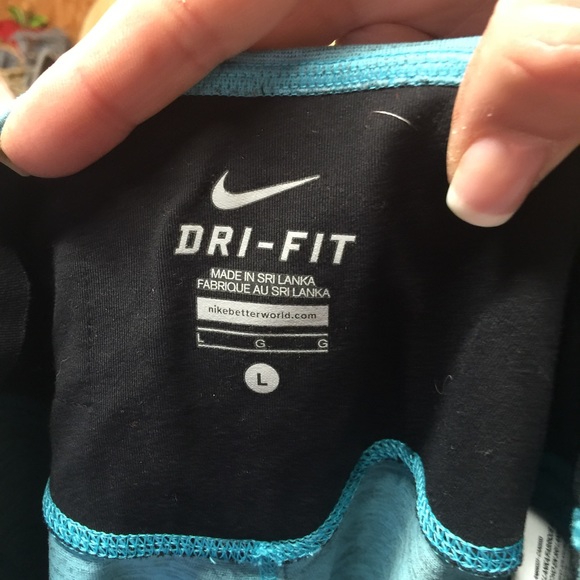 DRI-FIT
MADE IN SRI LANKA
FABRIQUE AU SRI LANKA
nikebetterworld.com
L G G
L